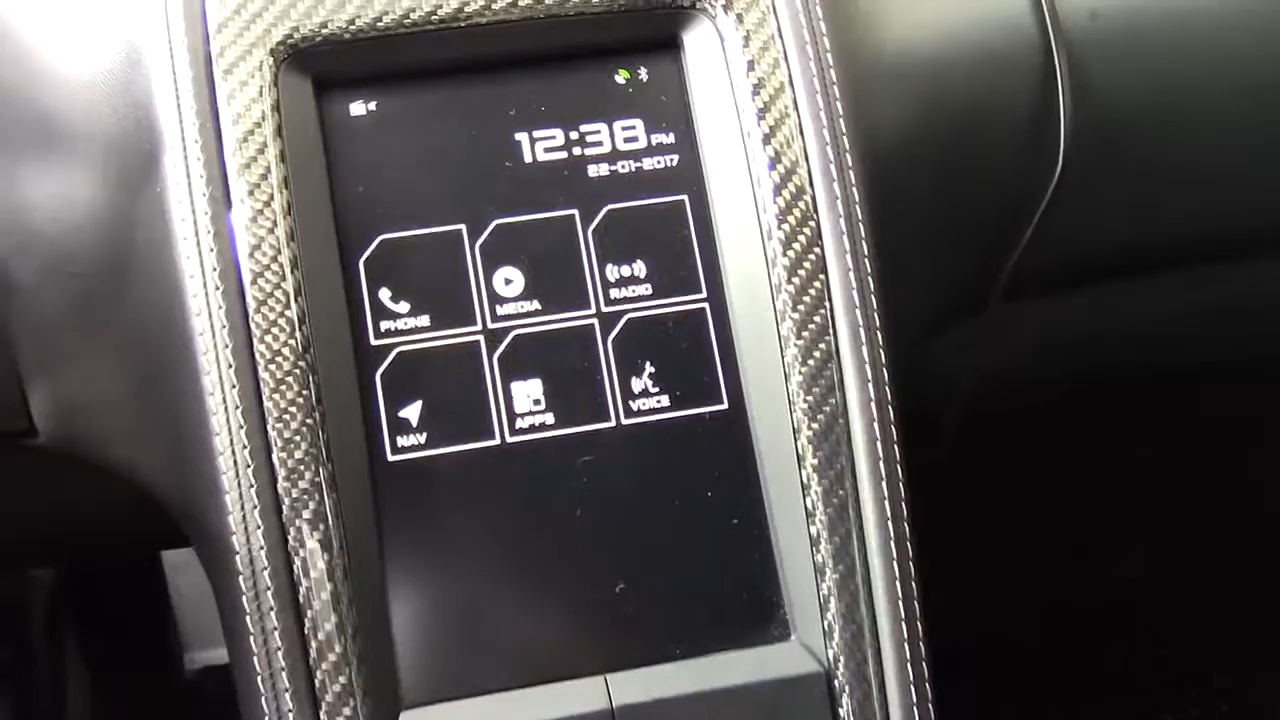 12:38 PM
22-01-2017
PHONE
MEDIA
RADIO
NAV
APPS
VOICE